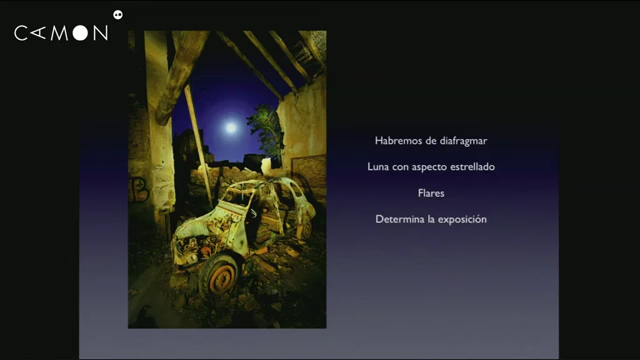 CAMON
Habremos de diafragmar
Luna con aspecto estrellado
Flares
Determina la exposición